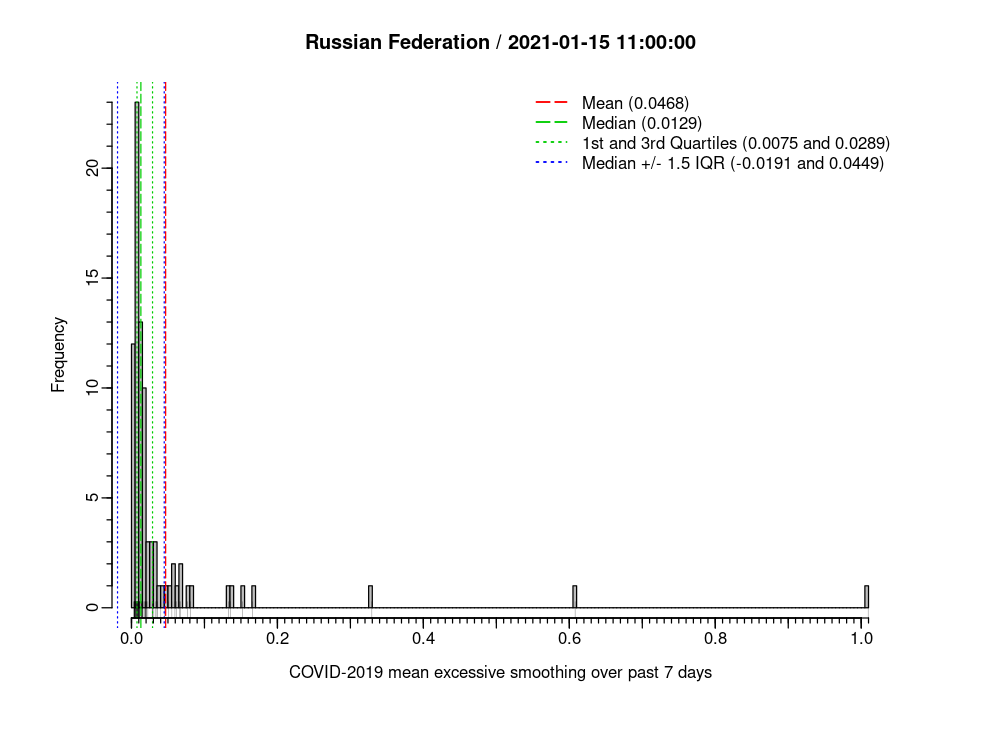 Russian Federation / 2021-01-15 11:00:00
Mean (0.0468)
Median (0.0129)
1st and 3rd Quartiles (0.0075 and 0.0289)
Median +/- 1.5 IQR (-0.0191 and 0.0449)
Frequency
20
15
10
5
0
0.0 0.2 0.4 0.6 0.8 1.0
COVID-2019 mean excessive smoothing over past 7 days